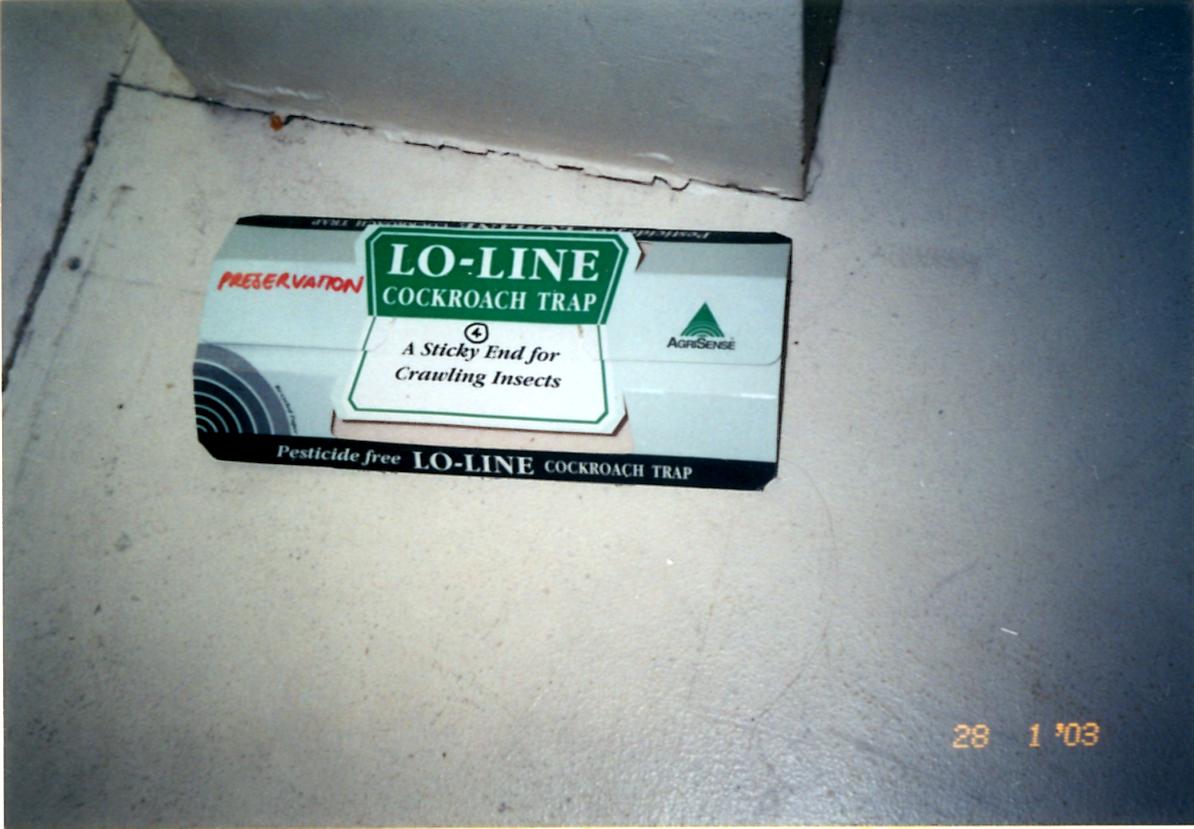 LO-LINE
COCKROACH TRAP
PRESERVATION
4
A Sticky End for
Crawling Insects
AGRISENSE
Pesticide free LO-LINE COCKROACH TRAP
28 1 '03